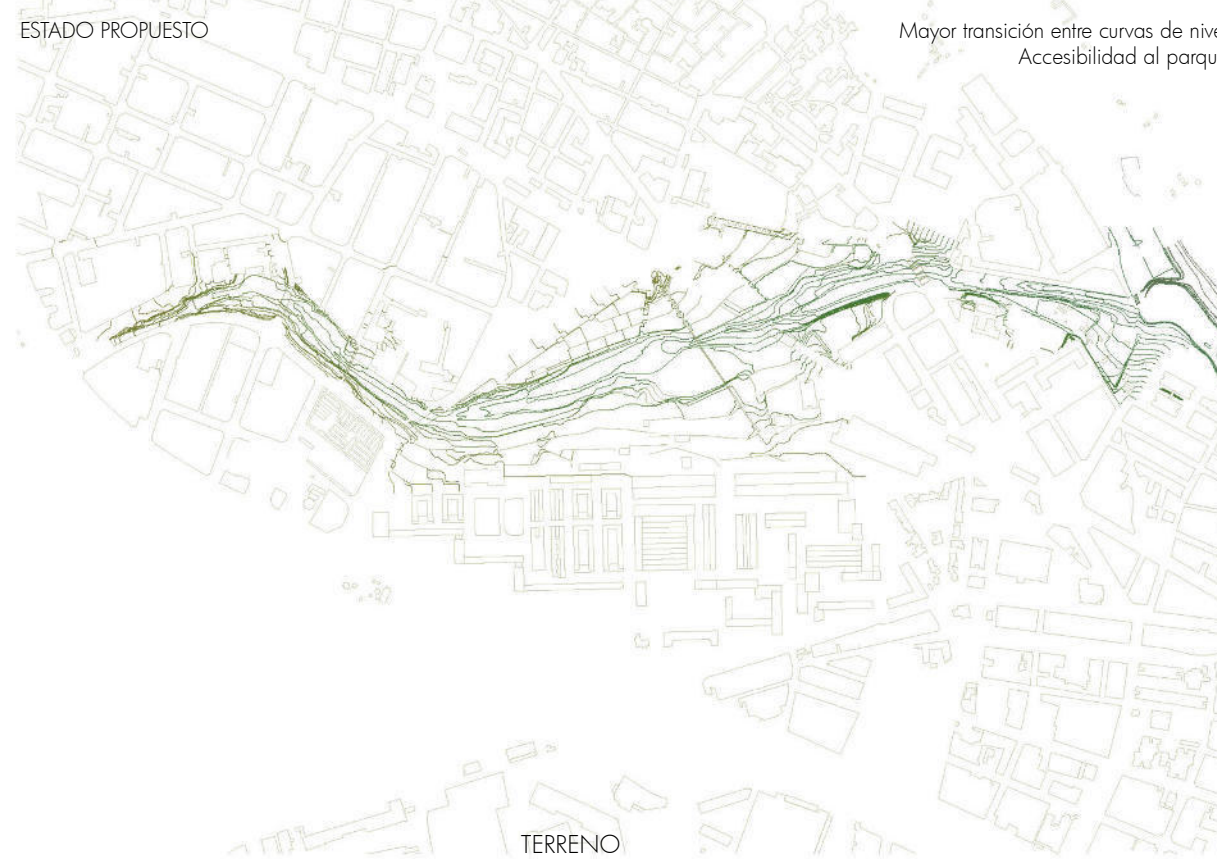 ESTADO PROPUESTO
Mayor transición entre curvas de nive
Accesibilidad al parqu
TERRENO